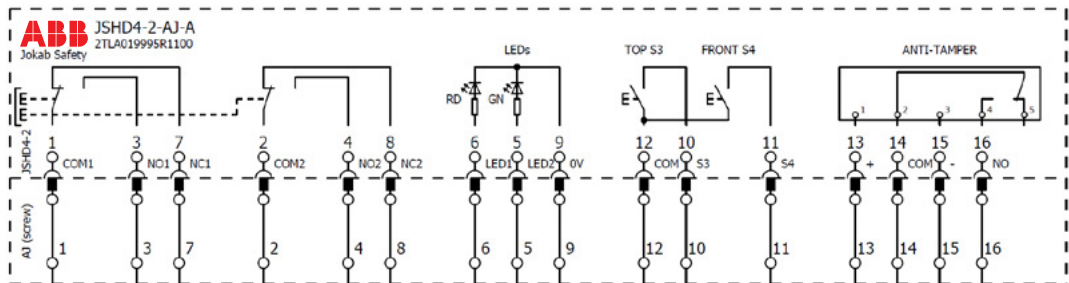 ABB JSHD4-2-AJ-A
2TLA019995R1100
Jokab Safety
LEDs TOP S3 FRONT S4 ANTI-TAMPER
RD GN
1 2 3 4 5
JSHD4-2
1 3 7 2 4 8 6 5 9 12 10 11 13 14 15 16
COM1 NO1 NC1 COM2 NO2 NC2 LED1 LED2 0V COM S3 S4 + COM - NO
AJ (screw)
1 3 7 2 4 8 6 5 9 12 10 11 13 14 15 16